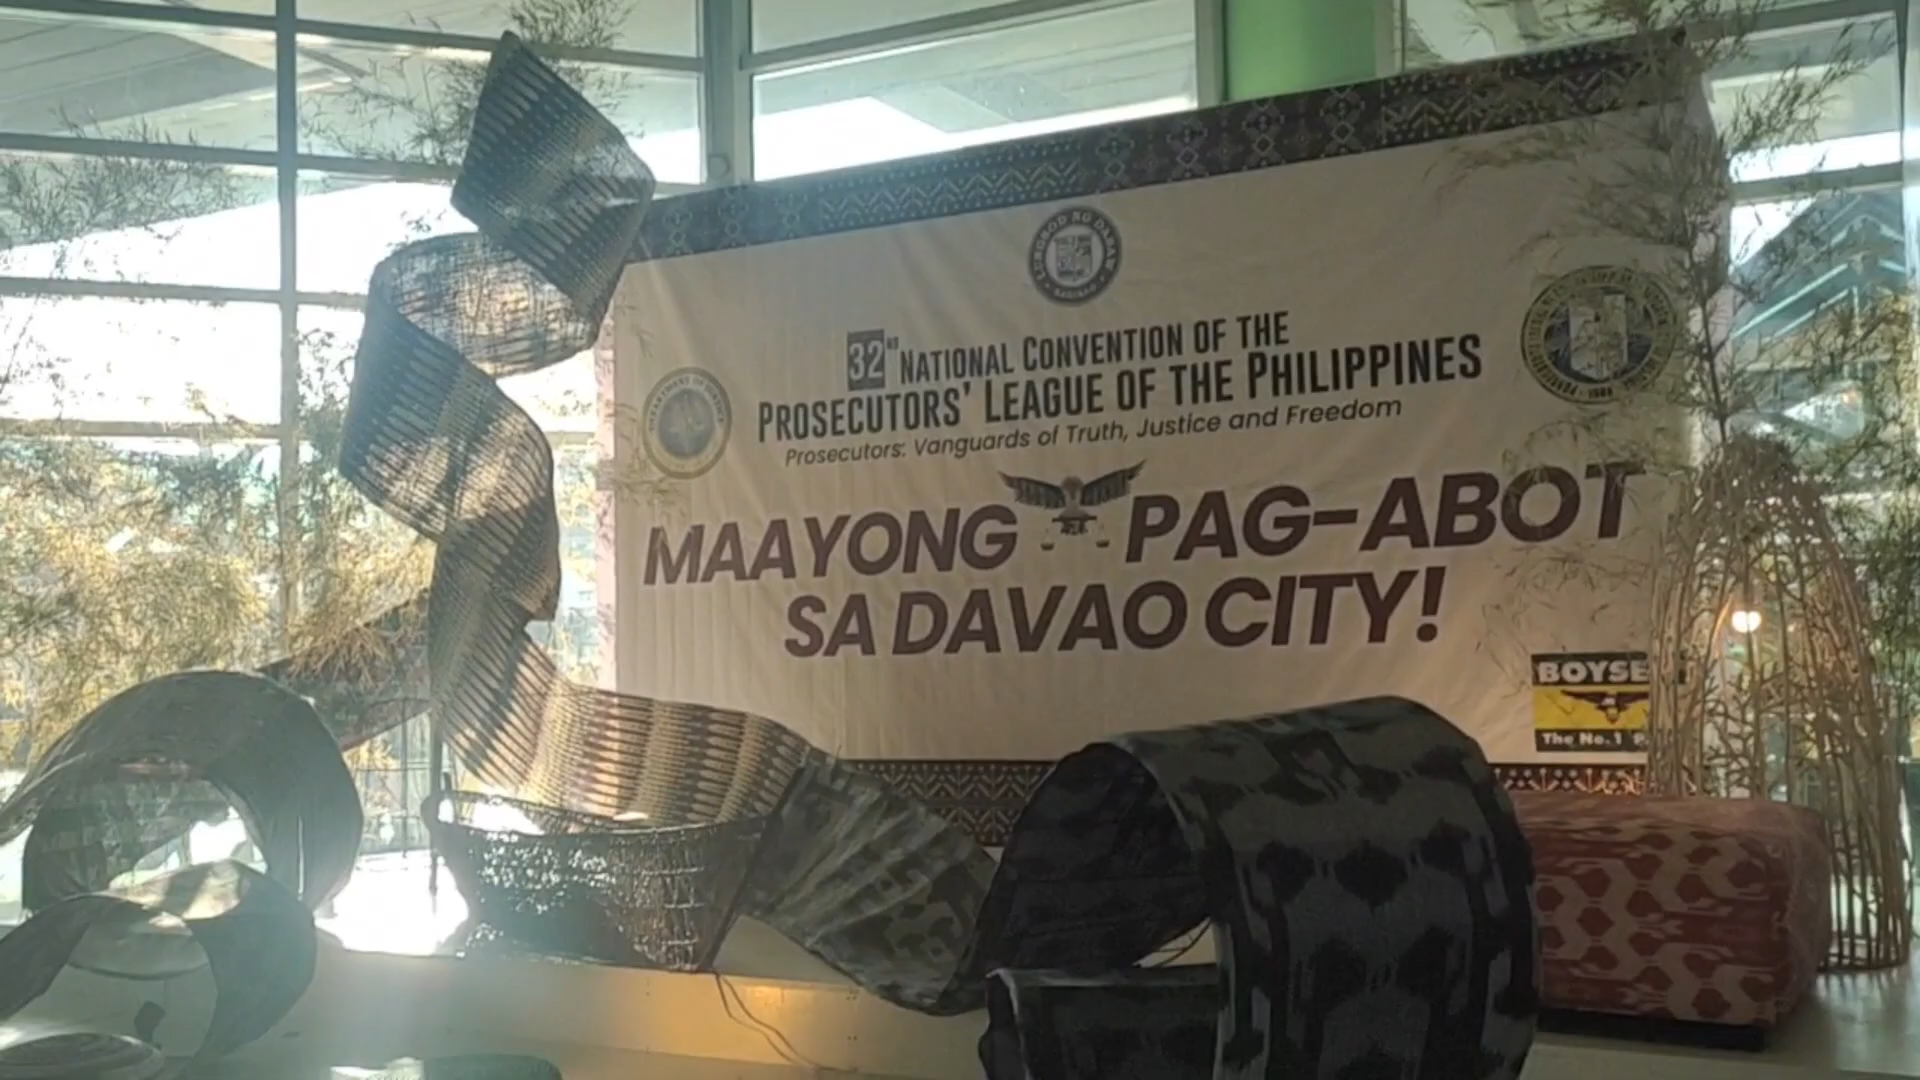 32ND NATIONAL CONVENTION OF THE
PROSECUTORS' LEAGUE OF THE PHILIPPINES
Prosecutors: Vanguards of Truth, Justice and Freedom
MAAYONG PAG-ABOT
SA DAVAO CITY!
BOYSE
The No.1 P